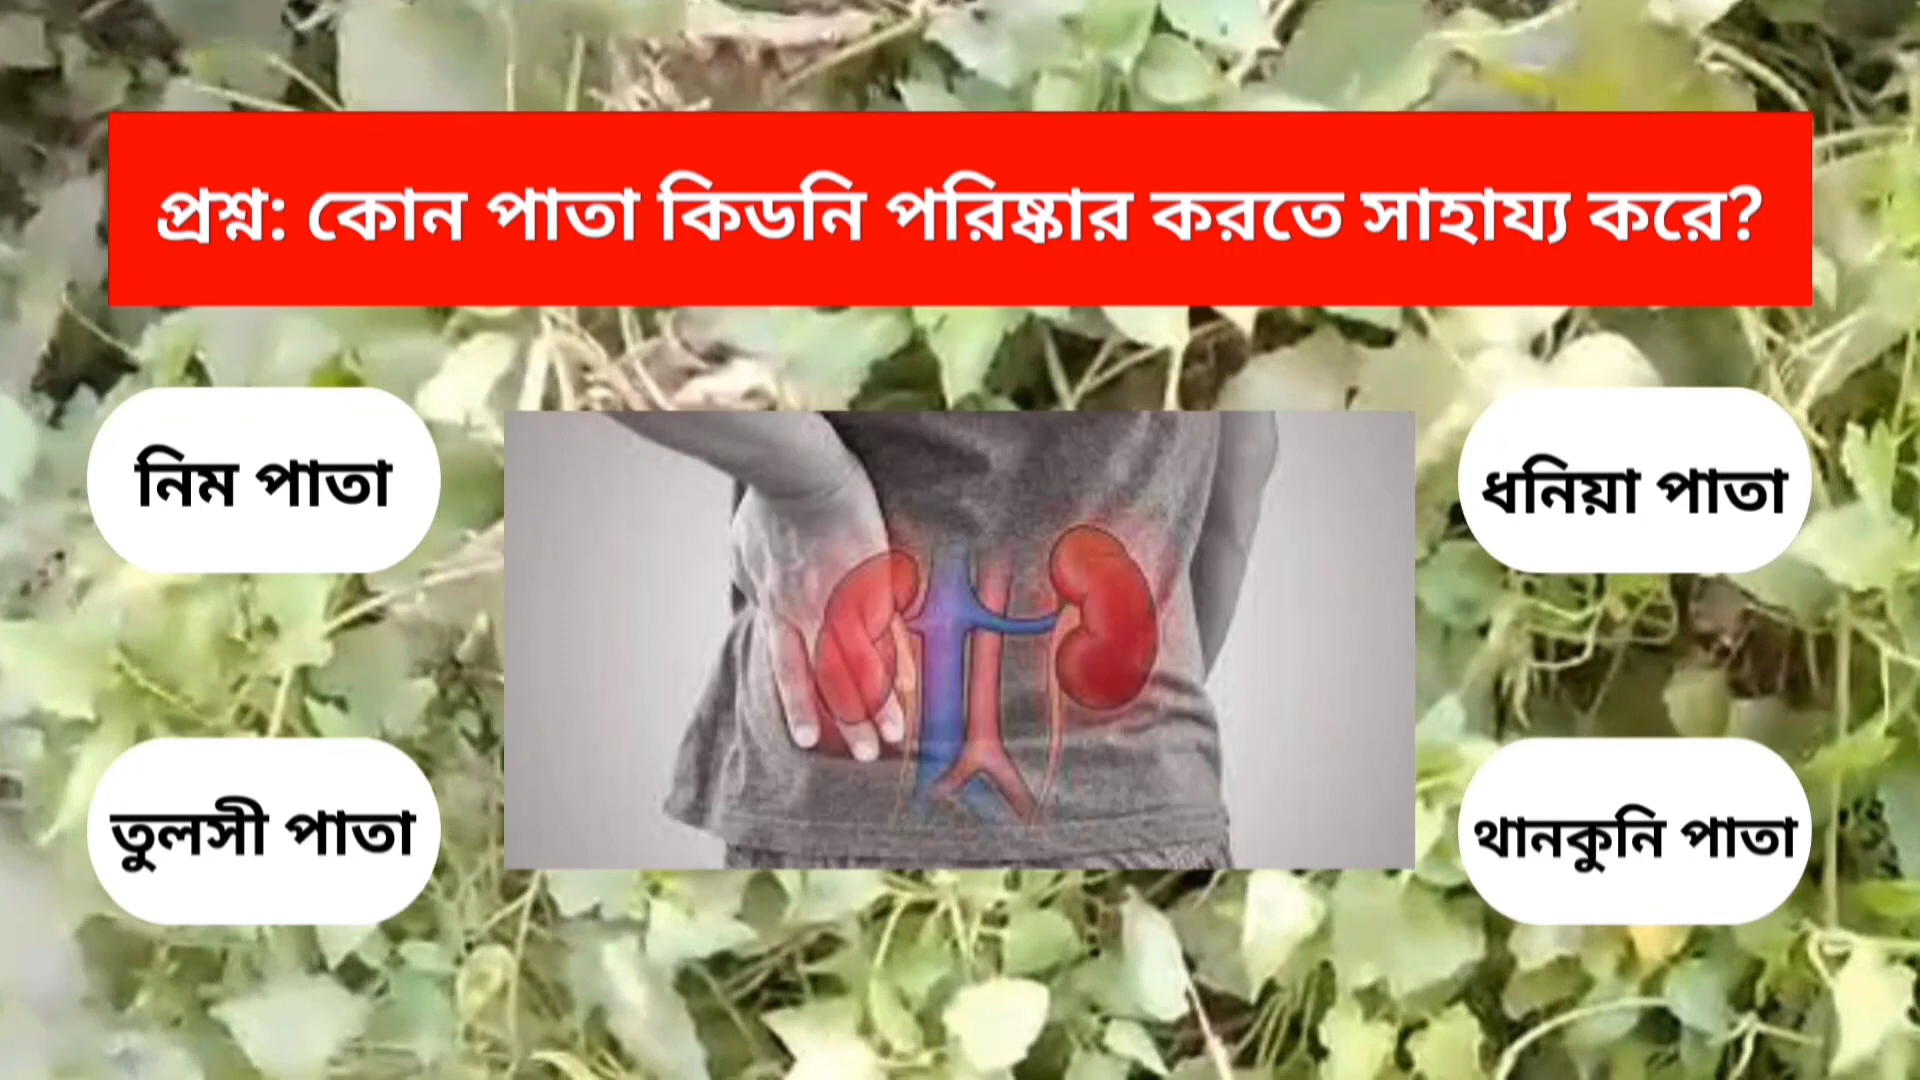 প্রশ্ন: কোন পাতা কিডনি পরিষ্কার করতে সাহায্য করে?
নিম পাতা
ধনিয়া পাতা
তুলসী পাতা
থানকুনি পাতা